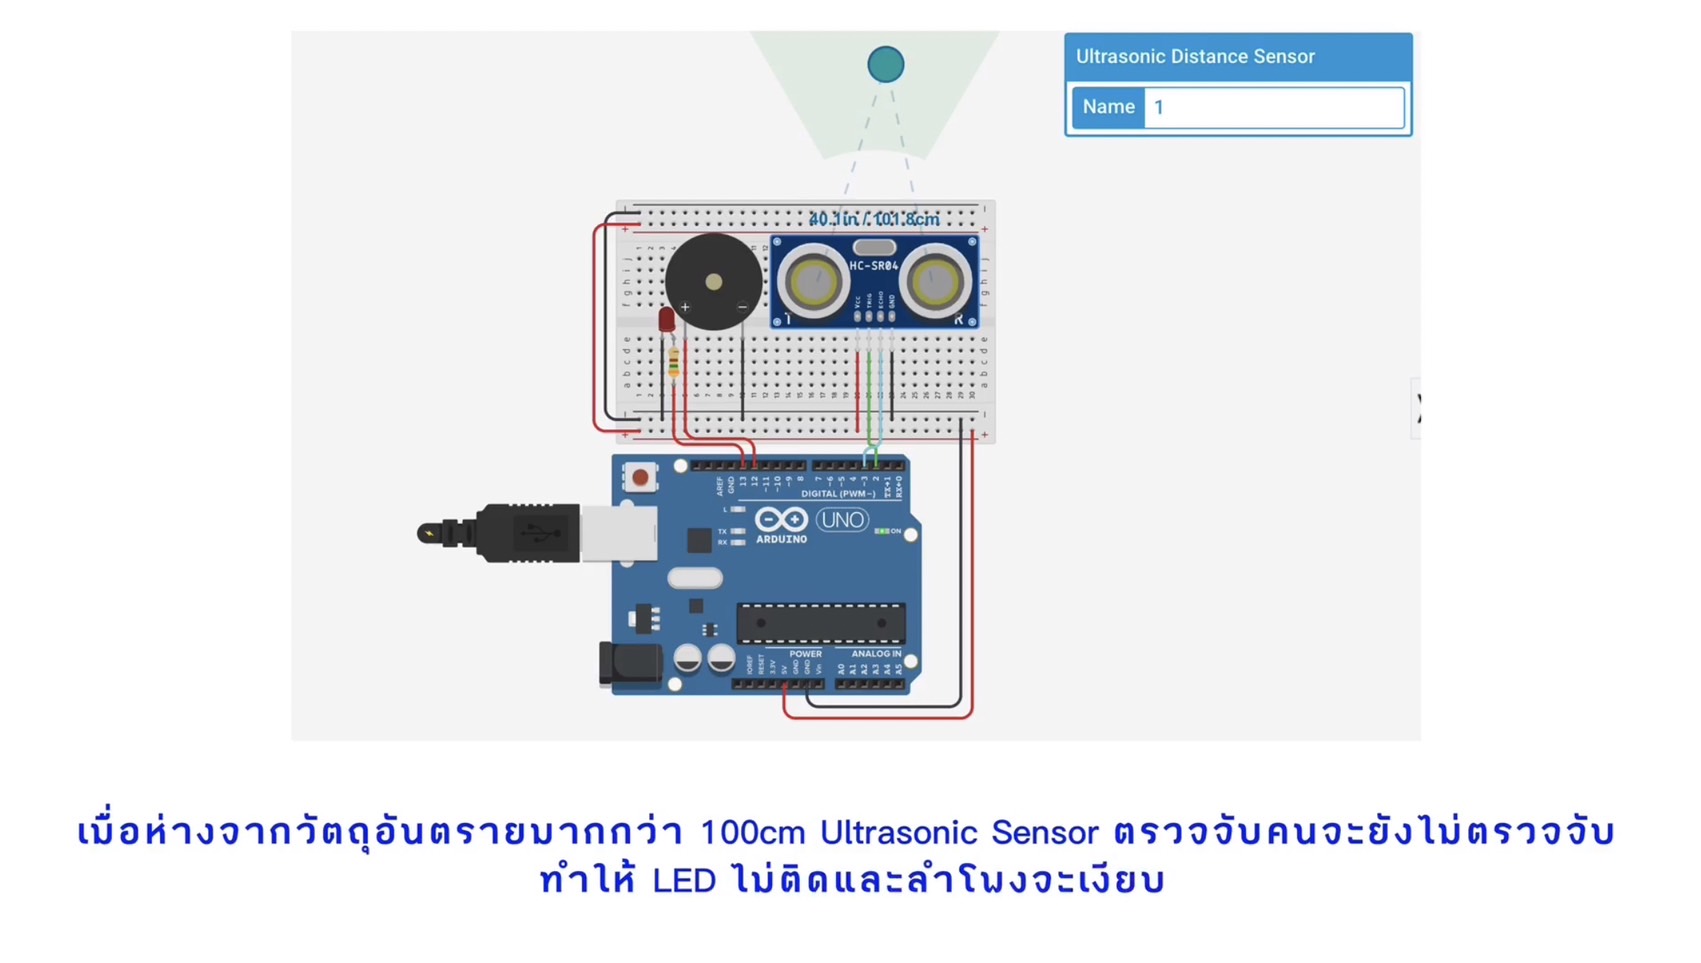 Ultrasonic Distance Sensor
Name 1
40.1in / 101.8cm
HC-SR04
VCC TRIG ECHO GND
T R
AREF GND 13 12 ~11 ~10 ~9 8 7 ~6 ~5 4 ~3 2 TX→1 RX←0
DIGITAL (PWM~)
L
TX
RX
UNO
ARDUINO
ON
POWER ANALOG IN
IOREF RESET 3.3V 5V GND GND Vin A0 A1 A2 A3 A4 A5
เมื่อห่างจากวัตถุอันตรายมากกว่า 100cm Ultrasonic Sensor ตรวจจับคนจะยังไม่ตรวจจับ
ทำให้ LED ไม่ติดและลำโพงจะเงียบ